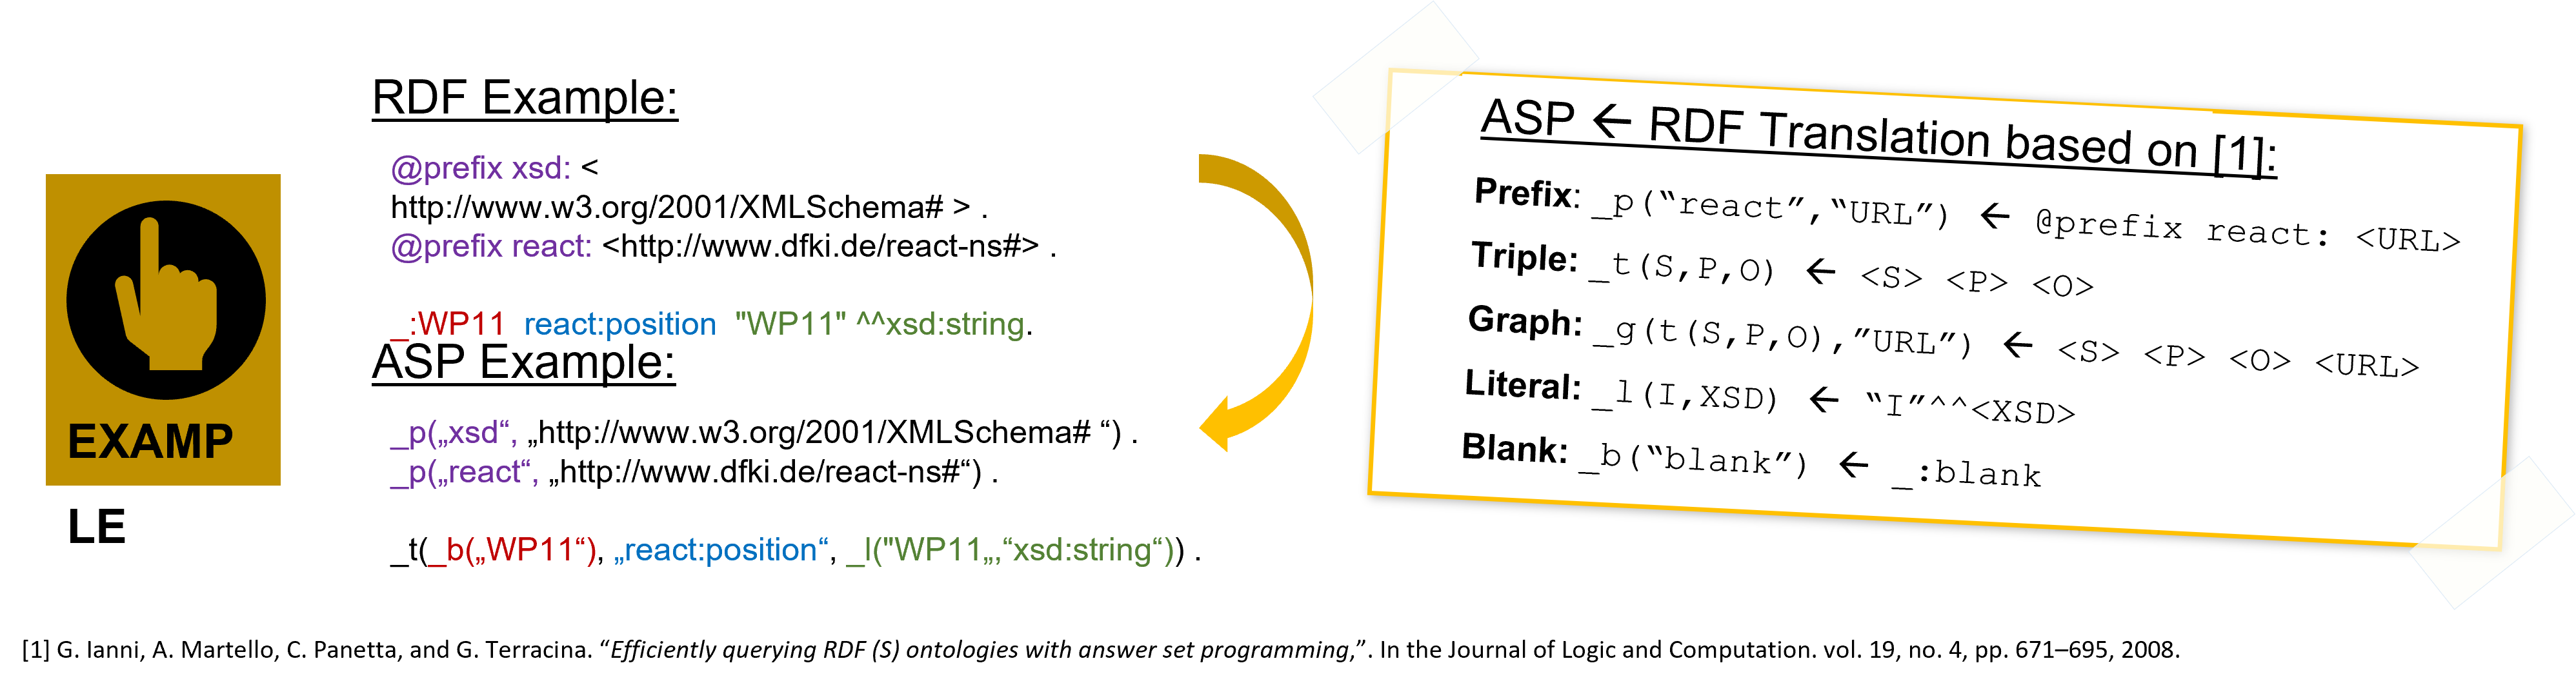 RDF Example:
@prefix xsd: <
http://www.w3.org/2001/XMLSchema# > .
@prefix react: <http://www.dfki.de/react-ns#> .
_:WP11 react:position "WP11" ^^xsd:string.
ASP Example:
_p(„xsd“, „http://www.w3.org/2001/XMLSchema# “) .
_p(„react“, „http://www.dfki.de/react-ns#“) .
_t(_b(„WP11“), „react:position“, _l("WP11„,“xsd:string“)) .
EXAMP
LE
ASP ← RDF Translation based on [1]:
Prefix: _p(“react”,“URL”) ← @prefix react: <URL>
Triple: _t(S,P,O) ← <S> <P> <O>
Graph: _g(t(S,P,O),”URL”) ← <S> <P> <O> <URL>
Literal: _l(I,XSD) ← “I”^^<XSD>
Blank: _b(“blank”) ← _:blank
[1] G. Ianni, A. Martello, C. Panetta, and G. Terracina. “Efficiently querying RDF (S) ontologies with answer set programming,”. In the Journal of Logic and Computation. vol. 19, no. 4, pp. 671–695, 2008.